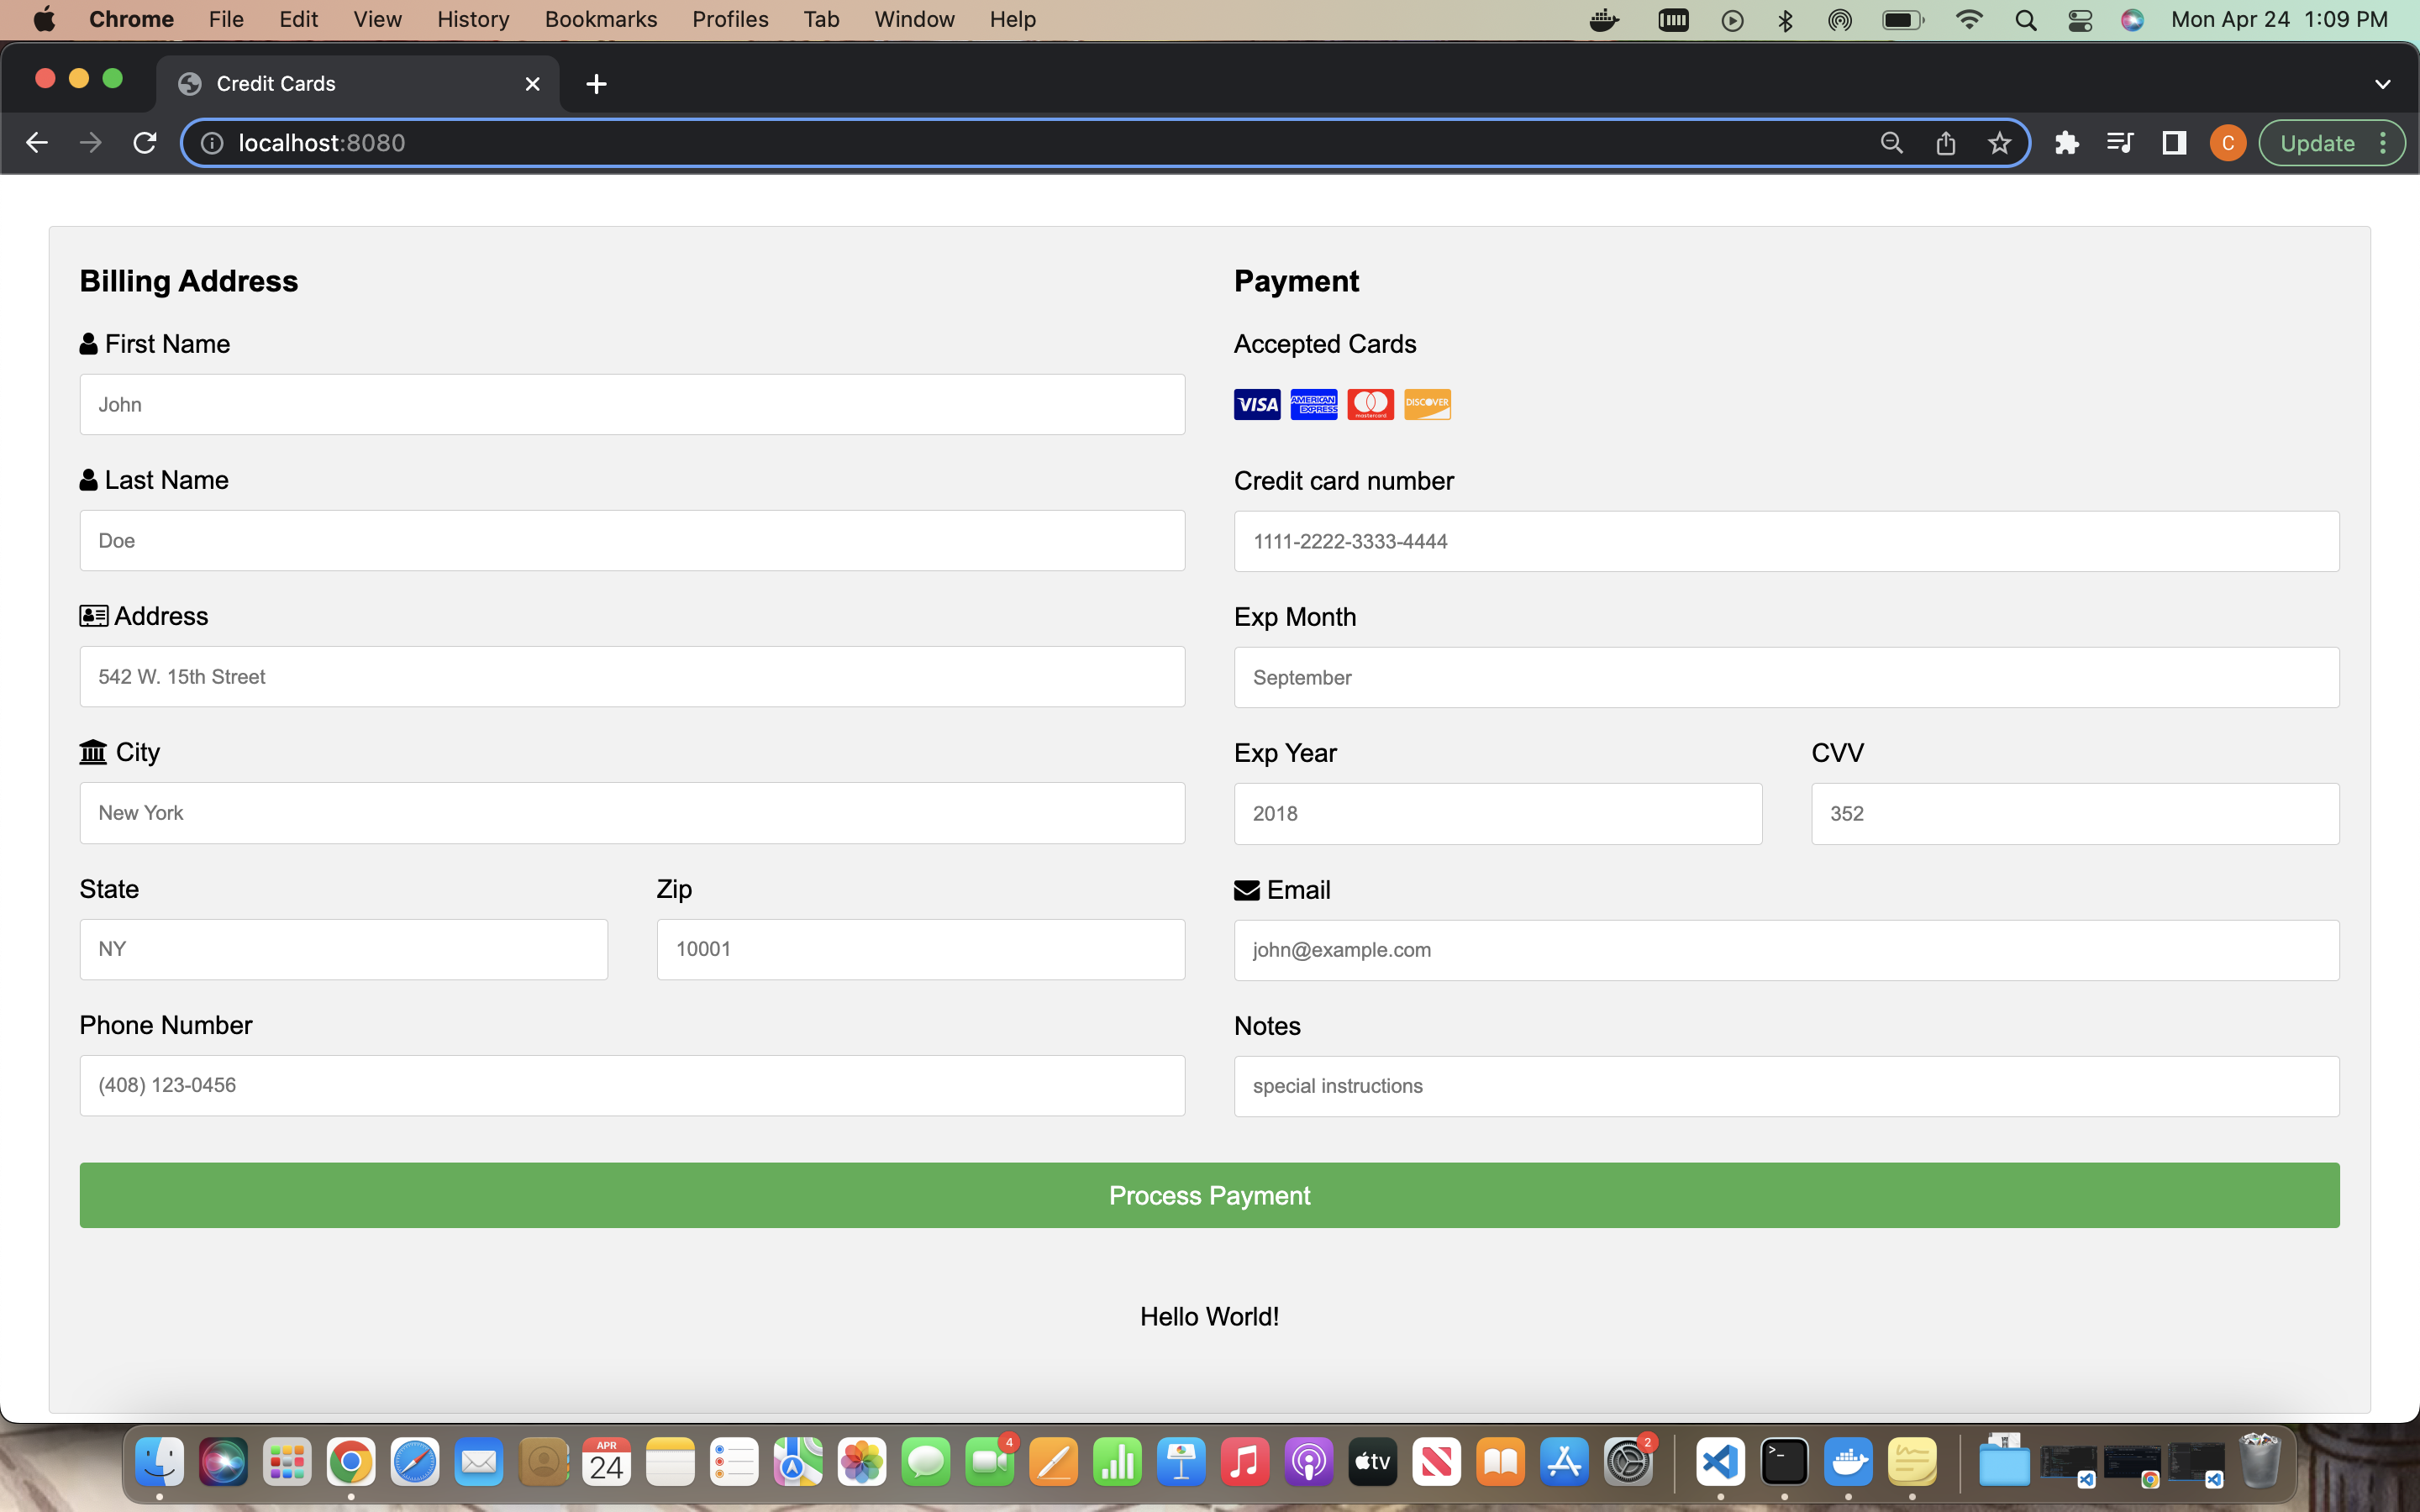 Chrome File Edit View History Bookmarks Profiles Tab Window Help Mon Apr 24 1:09 PM
Credit Cards
localhost:8080 C Update
Billing Address
First Name
John
Last Name
Doe
Address
542 W. 15th Street
City
New York
State Zip
NY 10001
Phone Number
(408) 123-0456
Payment
Accepted Cards
VISA AMERICAN EXPRESS mastercard DISCOVER
Credit card number
1111-2222-3333-4444
Exp Month
September
Exp Year CVV
2018 352
Email
john@example.com
Notes
special instructions
Process Payment
Hello World!
APR
24
4
tv
2